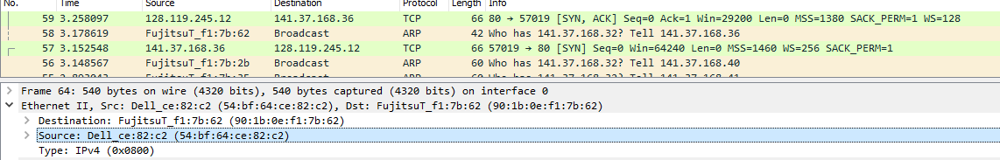 No. Time Source Destination Protocol Length Info
59 3.258097 128.119.245.12 141.37.168.36 TCP 66 80 → 57019 [SYN, ACK] Seq=0 Ack=1 Win=29200 Len=0 MSS=1380 SACK_PERM=1 WS=128
58 3.178619 FujitsuT_f1:7b:62 Broadcast ARP 42 Who has 141.37.168.32? Tell 141.37.168.36
57 3.152548 141.37.168.36 128.119.245.12 TCP 66 57019 → 80 [SYN] Seq=0 Win=64240 Len=0 MSS=1460 WS=256 SACK_PERM=1
56 3.148567 FujitsuT_f1:7b:2b Broadcast ARP 60 Who has 141.37.168.32? Tell 141.37.168.40
Frame 64: 540 bytes on wire (4320 bits), 540 bytes captured (4320 bits) on interface 0
Ethernet II, Src: Dell_ce:82:c2 (54:bf:64:ce:82:c2), Dst: FujitsuT_f1:7b:62 (90:1b:0e:f1:7b:62)
Destination: FujitsuT_f1:7b:62 (90:1b:0e:f1:7b:62)
Source: Dell_ce:82:c2 (54:bf:64:ce:82:c2)
Type: IPv4 (0x0800)